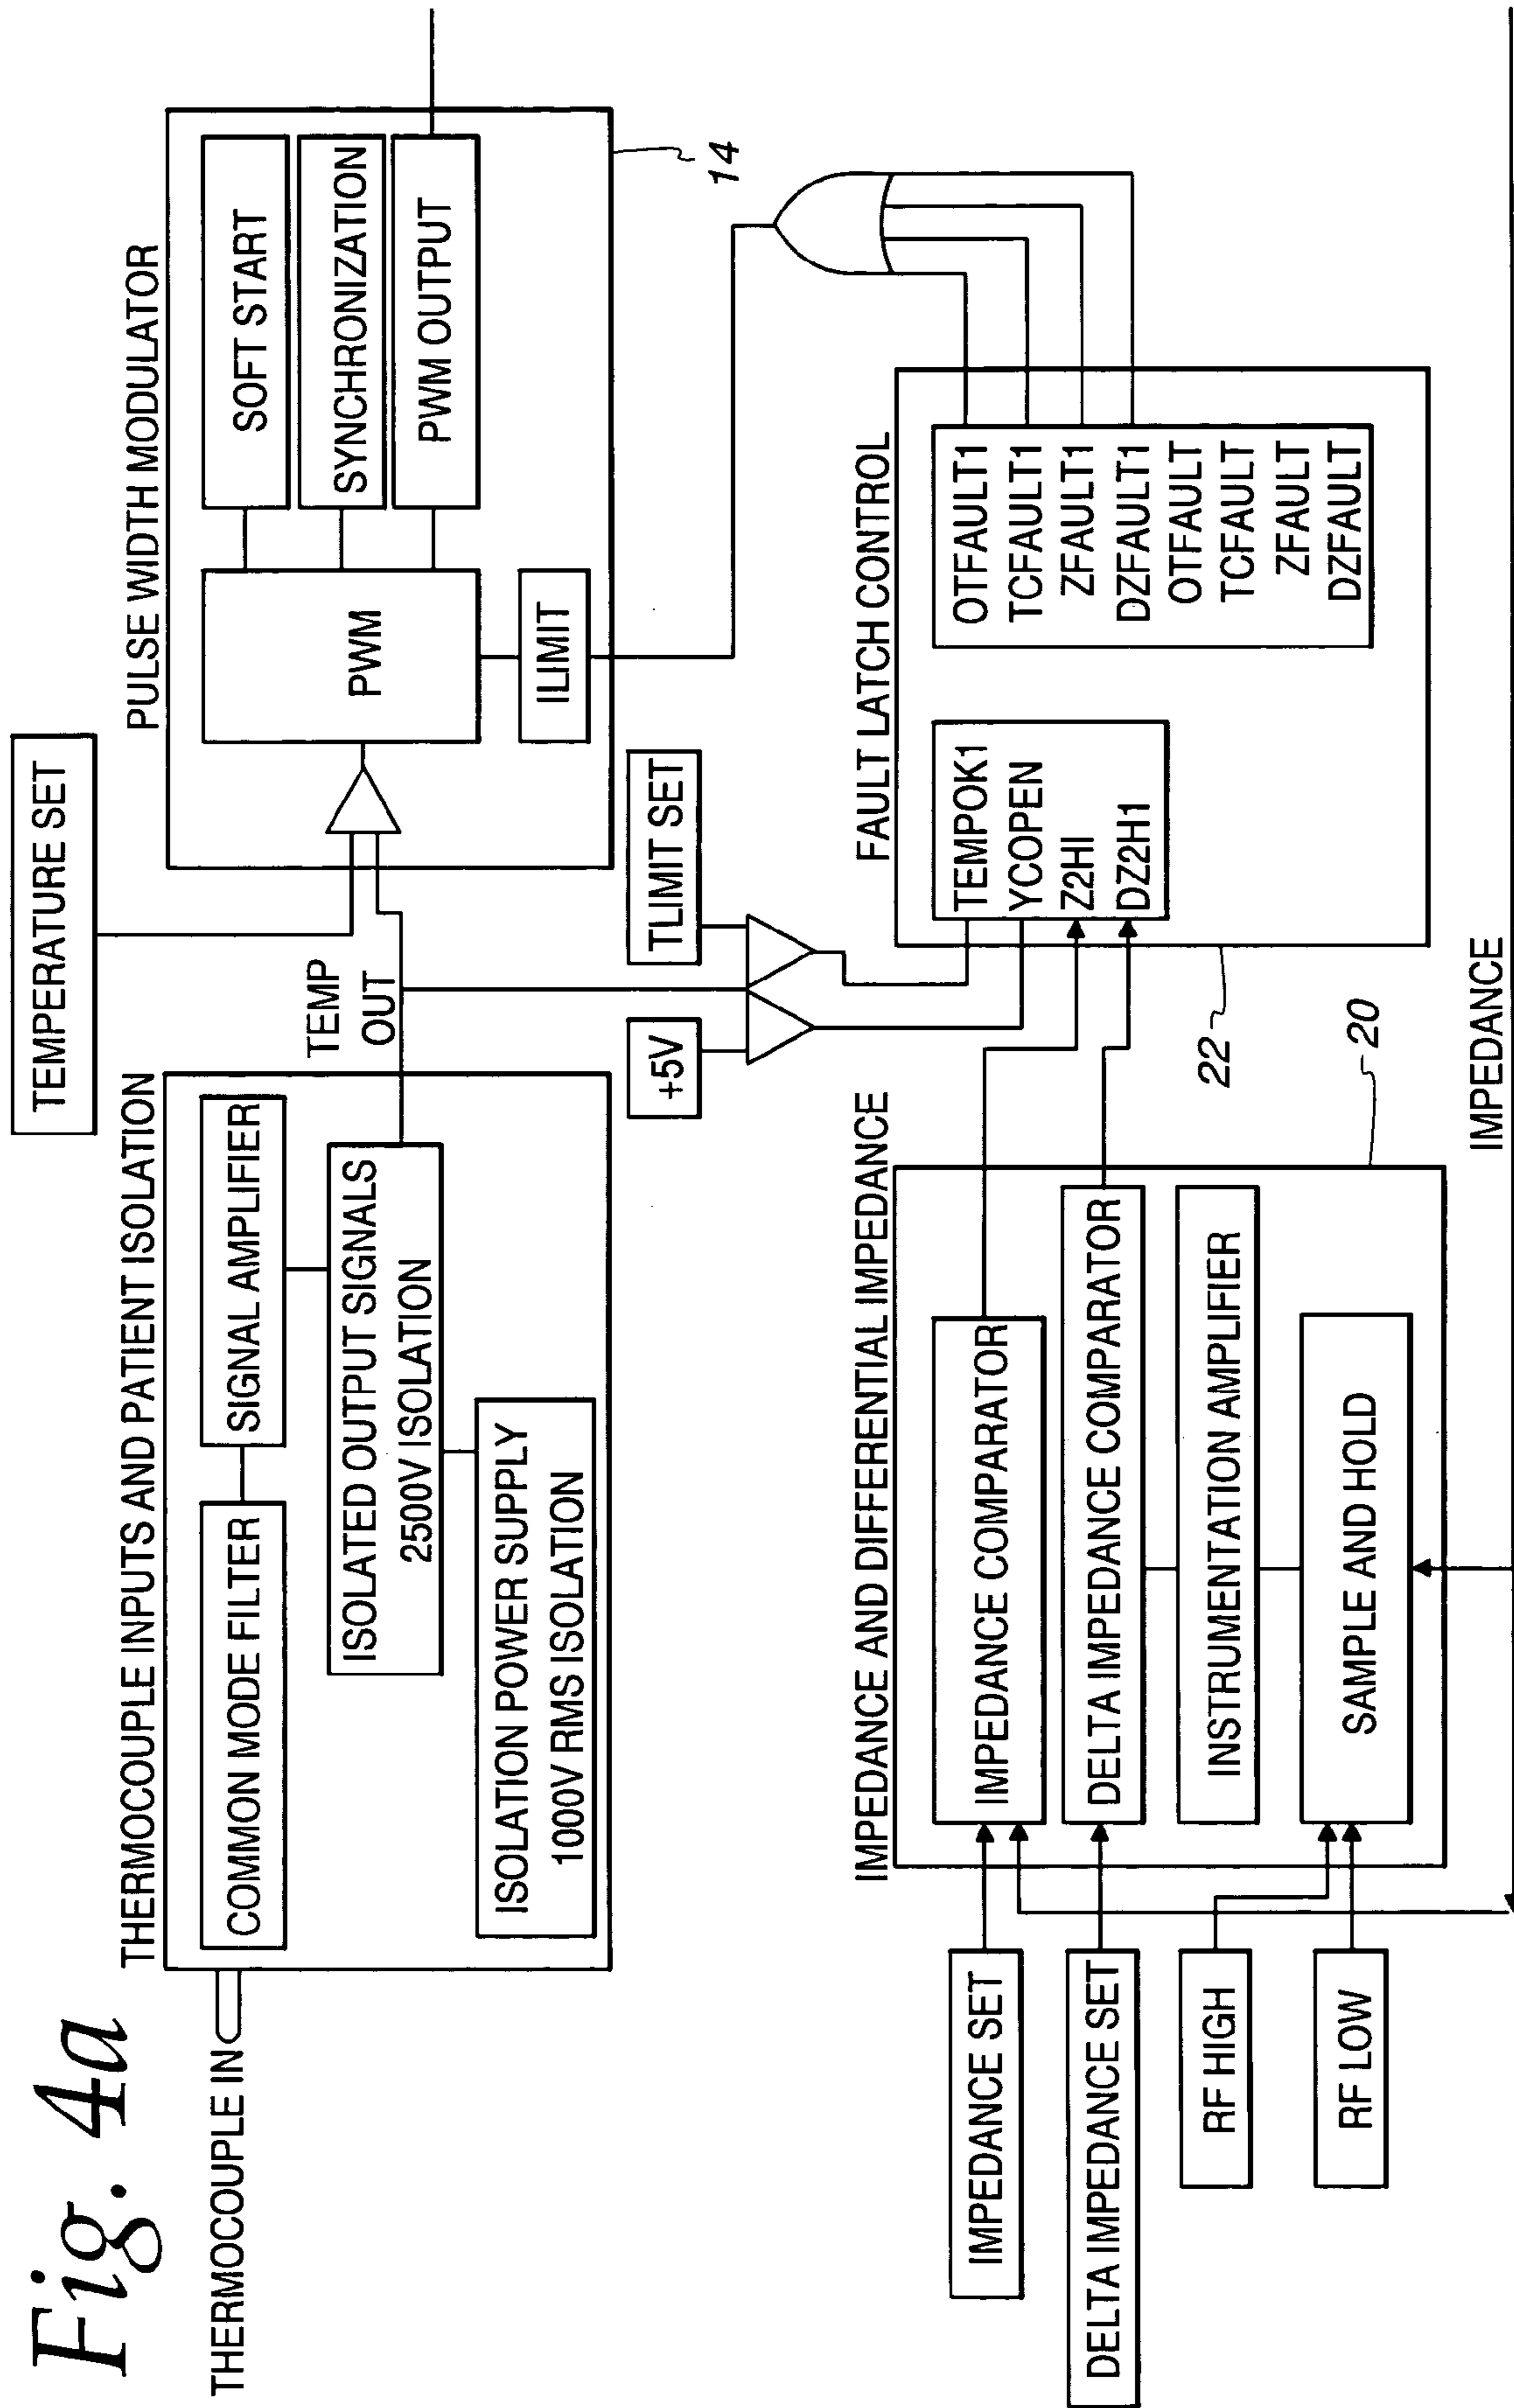 Fig. 4a
THERMOCOUPLE IN
THERMOCOUPLE INPUTS AND PATIENT ISOLATION
COMMON MODE FILTER
SIGNAL AMPLIFIER
ISOLATED OUTPUT SIGNALS
2500V ISOLATION
ISOLATION POWER SUPPLY
1000V RMS ISOLATION
TEMPERATURE SET
TEMP
OUT
PULSE WIDTH MODULATOR
PWM
SOFT START
SYNCHRONIZATION
PWM OUTPUT
ILIMIT
14
+5V
TLIMIT SET
IMPEDANCE SET
DELTA IMPEDANCE SET
RF HIGH
RF LOW
IMPEDANCE AND DIFFERENTIAL IMPEDANCE
IMPEDANCE COMPARATOR
DELTA IMPEDANCE COMPARATOR
INSTRUMENTATION AMPLIFIER
SAMPLE AND HOLD
20
IMPEDANCE
FAULT LATCH CONTROL
TEMPOK1
YCOPEN
Z2HI
DZ2H1
OTFAULT1
TCFAULT1
ZFAULT1
DZFAULT1
OTFAULT
TCFAULT
ZFAULT
DZFAULT
22